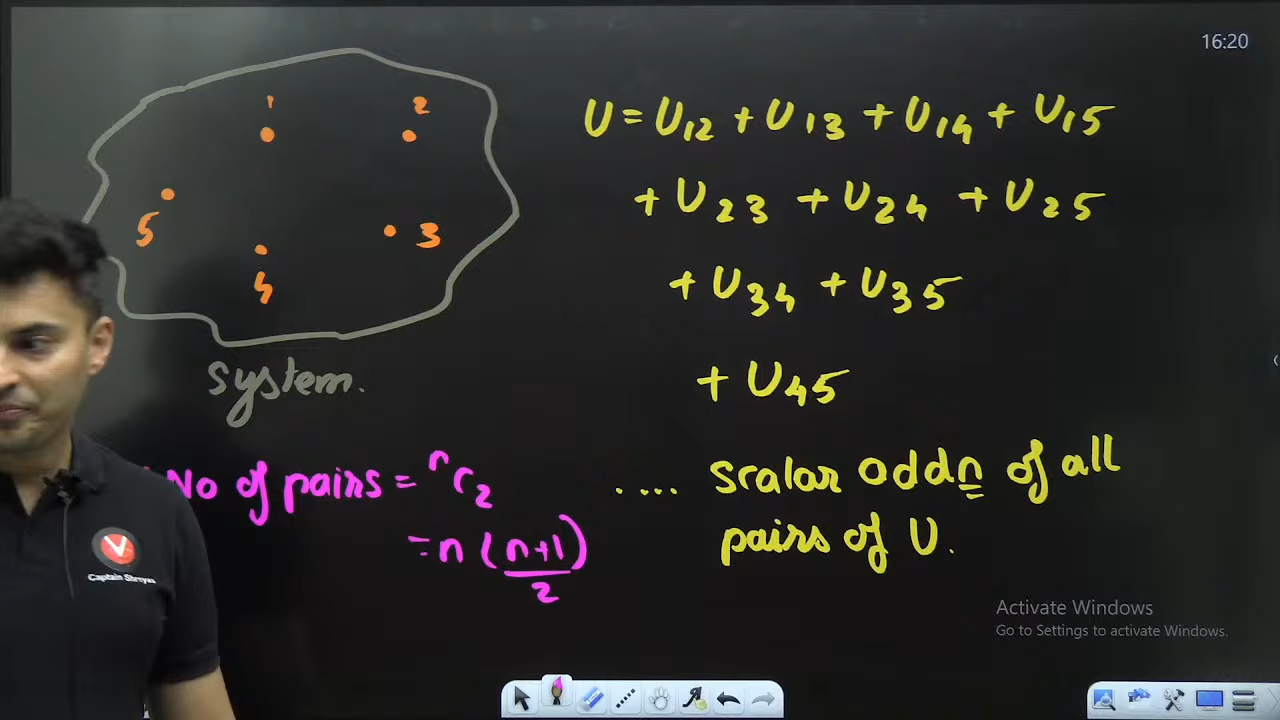 16:20
1
2
5
3
4
system.
U = U12 + U13 + U14 + U15
+ U23 + U24 + U25
+ U34 + U35
+ U45
No of pairs = ⁿC₂
= n (n+1)/2
.... scalar addn of all
pairs of U.
V
Captain Shreyas
Activate Windows
Go to Settings to activate Windows.